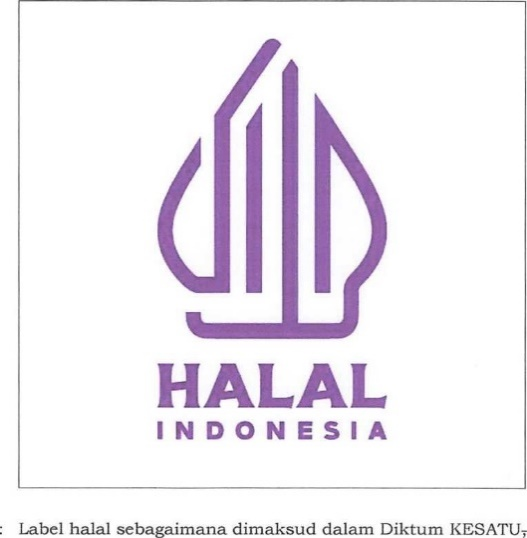 HALAL
INDONESIA
: Label halal sebagaimana dimaksud dalam Diktum KESATU,